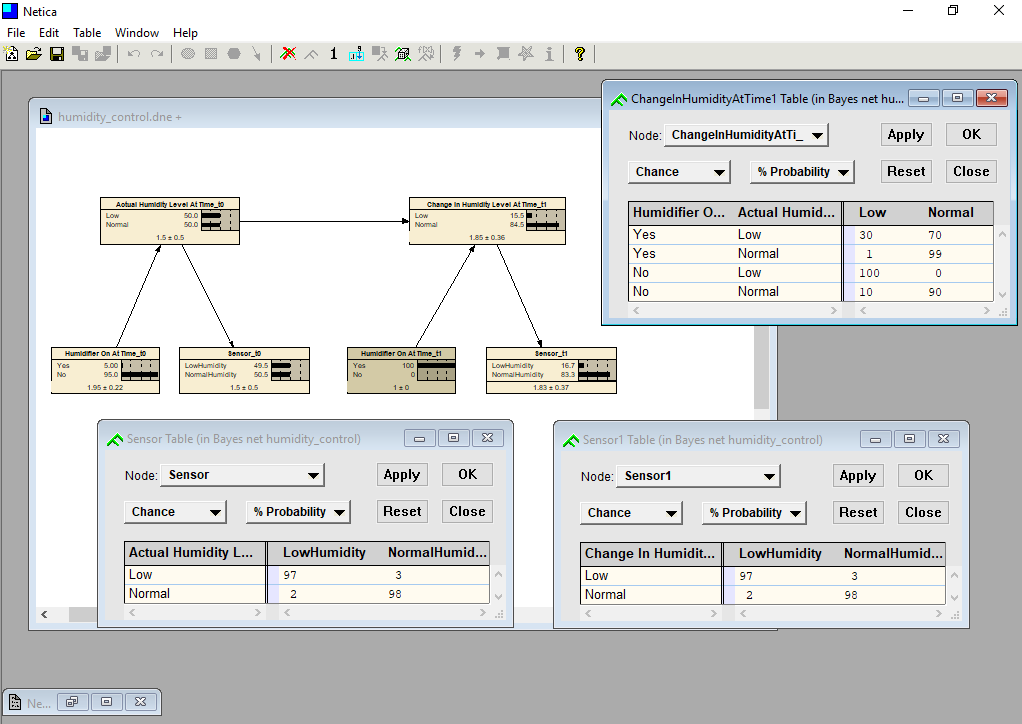 Netica
File Edit Table Window Help
1
?
humidity_control.dne +
ChangeInHumidityAtTime1 Table (in Bayes net hu...
Node: ChangeInHumidityAtTi_ Apply OK
Chance % Probability Reset Close
Humidifier O... Actual Humid... Low Normal
Yes Low 30 70
Yes Normal 1 99
No Low 100 0
No Normal 10 90
Actual Humidity Level At Time_t0
Low 50.0
Normal 50.0
1.5 ± 0.5
Change In Humidity Level At Time_t1
Low 15.5
Normal 84.5
1.85 ± 0.36
Humidifier On At Time_t0
Yes 5.00
No 95.0
1.95 ± 0.22
Sensor_t0
LowHumidity 49.5
NormalHumidity 50.5
1.5 ± 0.5
Humidifier On At Time_t1
Yes 100
No 0
1 ± 0
Sensor_t1
LowHumidity 16.7
NormalHumidity 83.3
1.83 ± 0.37
Sensor Table (in Bayes net humidity_control)
Node: Sensor Apply OK
Chance % Probability Reset Close
Actual Humidity L... LowHumidity NormalHumid...
Low 97 3
Normal 2 98
Sensor1 Table (in Bayes net humidity_control)
Node: Sensor1 Apply OK
Chance % Probability Reset Close
Change In Humidit... LowHumidity NormalHumid...
Low 97 3
Normal 2 98
Ne...